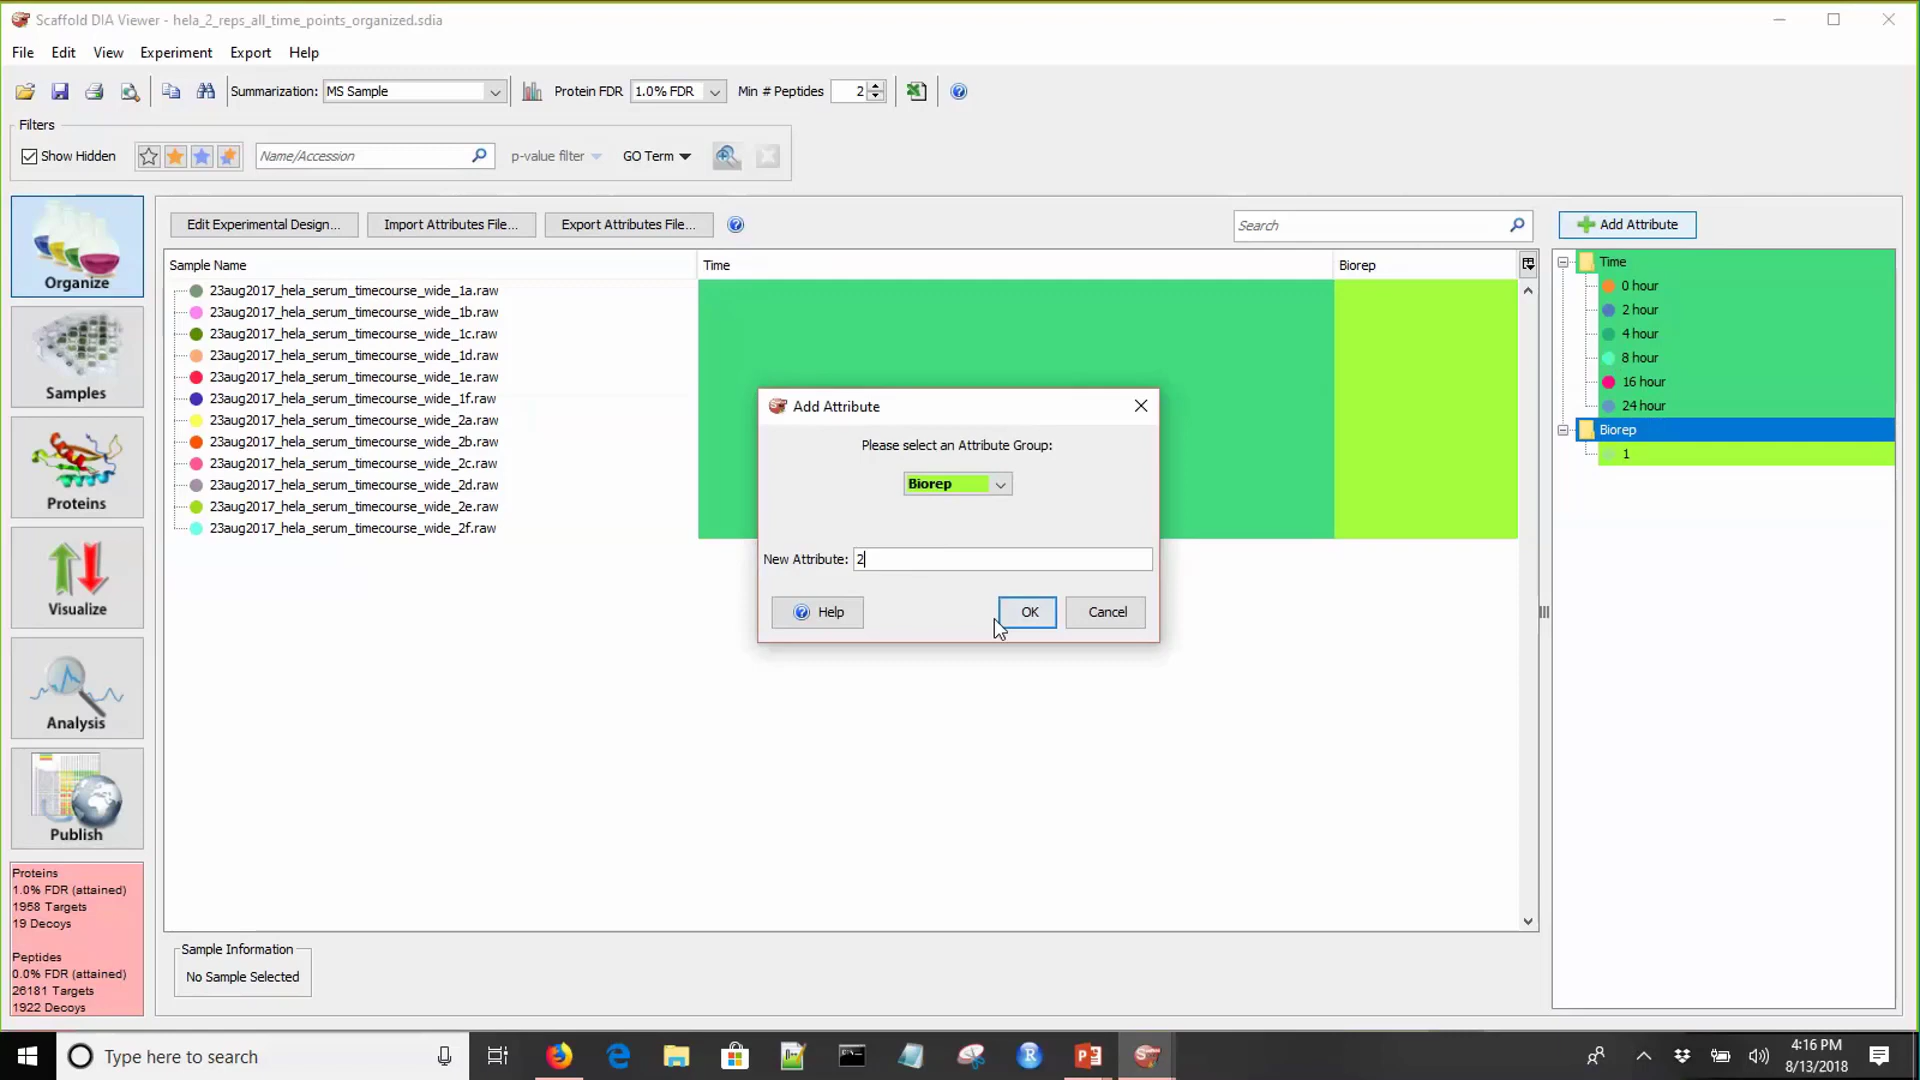 Scaffold DIA Viewer - hela_2_reps_all_time_points_organized.sdia
File Edit View Experiment Export Help
Summarization: MS Sample Protein FDR 1.0% FDR Min # Peptides 2
Filters
Show Hidden Name/Accession p-value filter GO Term
Edit Experimental Design... Import Attributes File... Export Attributes File... Search Add Attribute
Sample Name Time Biorep
23aug2017_hela_serum_timecourse_wide_1a.raw
23aug2017_hela_serum_timecourse_wide_1b.raw
23aug2017_hela_serum_timecourse_wide_1c.raw
23aug2017_hela_serum_timecourse_wide_1d.raw
23aug2017_hela_serum_timecourse_wide_1e.raw
23aug2017_hela_serum_timecourse_wide_1f.raw
23aug2017_hela_serum_timecourse_wide_2a.raw
23aug2017_hela_serum_timecourse_wide_2b.raw
23aug2017_hela_serum_timecourse_wide_2c.raw
23aug2017_hela_serum_timecourse_wide_2d.raw
23aug2017_hela_serum_timecourse_wide_2e.raw
23aug2017_hela_serum_timecourse_wide_2f.raw
Time
0 hour
2 hour
4 hour
8 hour
16 hour
24 hour
Biorep
1
Add Attribute
Please select an Attribute Group:
Biorep
New Attribute: 2
Help OK Cancel
Organize
Samples
Proteins
Visualize
Analysis
Publish
Proteins
1.0% FDR (attained)
1958 Targets
19 Decoys
Peptides
0.0% FDR (attained)
26181 Targets
1922 Decoys
Sample Information
No Sample Selected
Type here to search
4:16 PM
8/13/2018